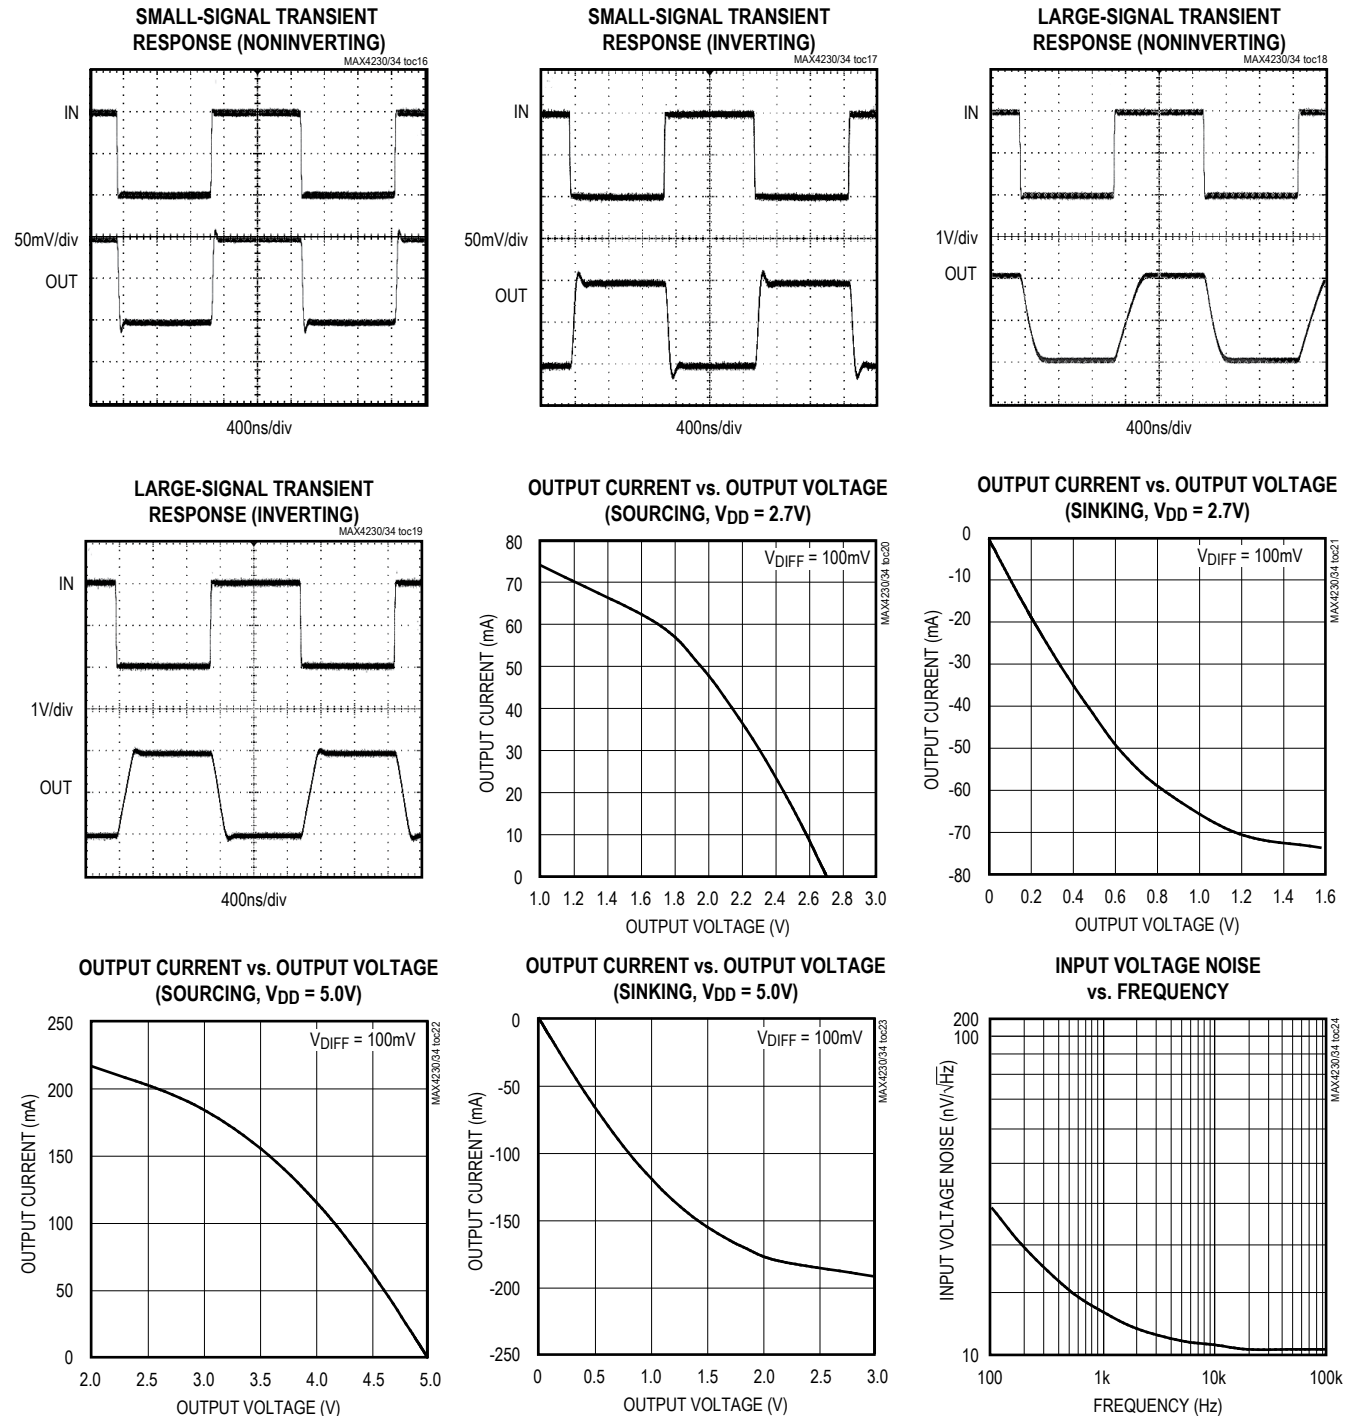 SMALL-SIGNAL TRANSIENT
RESPONSE (NONINVERTING)
MAX4230/34 toc16
IN
50mV/div
OUT
400ns/div
SMALL-SIGNAL TRANSIENT
RESPONSE (INVERTING)
MAX4230/34 toc17
IN
50mV/div
OUT
400ns/div
LARGE-SIGNAL TRANSIENT
RESPONSE (NONINVERTING)
MAX4230/34 toc18
IN
1V/div
OUT
400ns/div
LARGE-SIGNAL TRANSIENT
RESPONSE (INVERTING)
MAX4230/34 toc19
IN
1V/div
OUT
400ns/div
OUTPUT CURRENT vs. OUTPUT VOLTAGE
(SOURCING, VDD = 2.7V)
MAX4230/34 toc20
VDIFF = 100mV
OUTPUT CURRENT (mA)
80
70
60
50
40
30
20
10
0
1.0 1.2 1.4 1.6 1.8 2.0 2.2 2.4 2.6 2.8 3.0
OUTPUT VOLTAGE (V)
OUTPUT CURRENT vs. OUTPUT VOLTAGE
(SINKING, VDD = 2.7V)
MAX4230/34 toc21
VDIFF = 100mV
OUTPUT CURRENT (mA)
0
-10
-20
-30
-40
-50
-60
-70
-80
0 0.2 0.4 0.6 0.8 1.0 1.2 1.4 1.6
OUTPUT VOLTAGE (V)
OUTPUT CURRENT vs. OUTPUT VOLTAGE
(SOURCING, VDD = 5.0V)
MAX4230/34 toc22
VDIFF = 100mV
OUTPUT CURRENT (mA)
250
200
150
100
50
0
2.0 2.5 3.0 3.5 4.0 4.5 5.0
OUTPUT VOLTAGE (V)
OUTPUT CURRENT vs. OUTPUT VOLTAGE
(SINKING, VDD = 5.0V)
MAX4230/34 toc23
VDIFF = 100mV
OUTPUT CURRENT (mA)
0
-50
-100
-150
-200
-250
0 0.5 1.0 1.5 2.0 2.5 3.0
OUTPUT VOLTAGE (V)
INPUT VOLTAGE NOISE
vs. FREQUENCY
MAX4230/34 toc24
INPUT VOLTAGE NOISE (nV/√Hz)
200
100
10
100 1k 10k 100k
FREQUENCY (Hz)